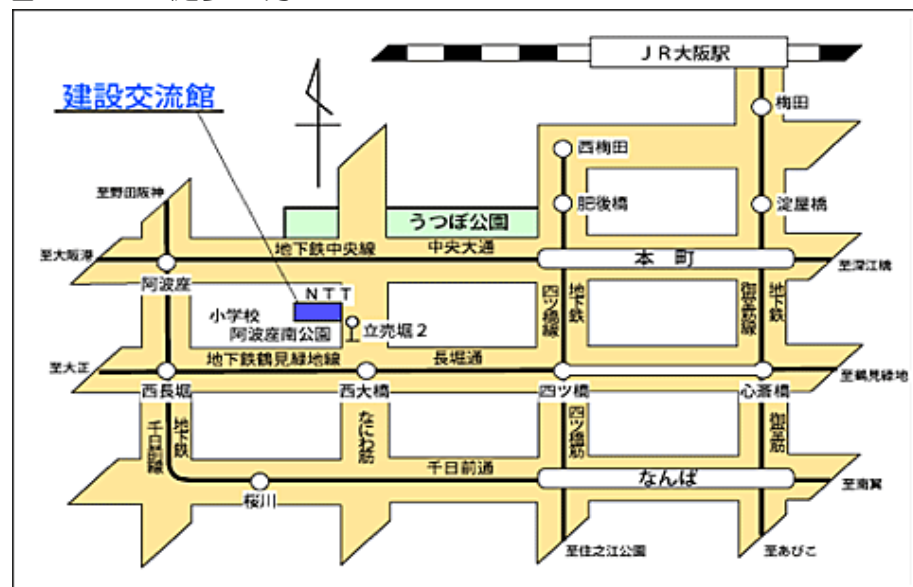 JR大阪駅
建設交流館
梅田
西梅田
至野田阪神
肥後橋
淀屋橋
うつぼ公園
地下鉄中央線
中央大通
至大阪港
本町
至深江橋
阿波座
NTT
四ツ橋線
地下鉄
御堂筋線
地下鉄
小学校
阿波座南公園
立売堀2
地下鉄鶴見緑地線
長堀通
至大正
至鶴見緑地
西長堀
西大橋
四ツ橋
心斎橋
千日前線
地下鉄
なにわ筋
四ツ橋筋
御堂筋
千日前通
なんば
桜川
至南巽
至住之江公園
至あびこ